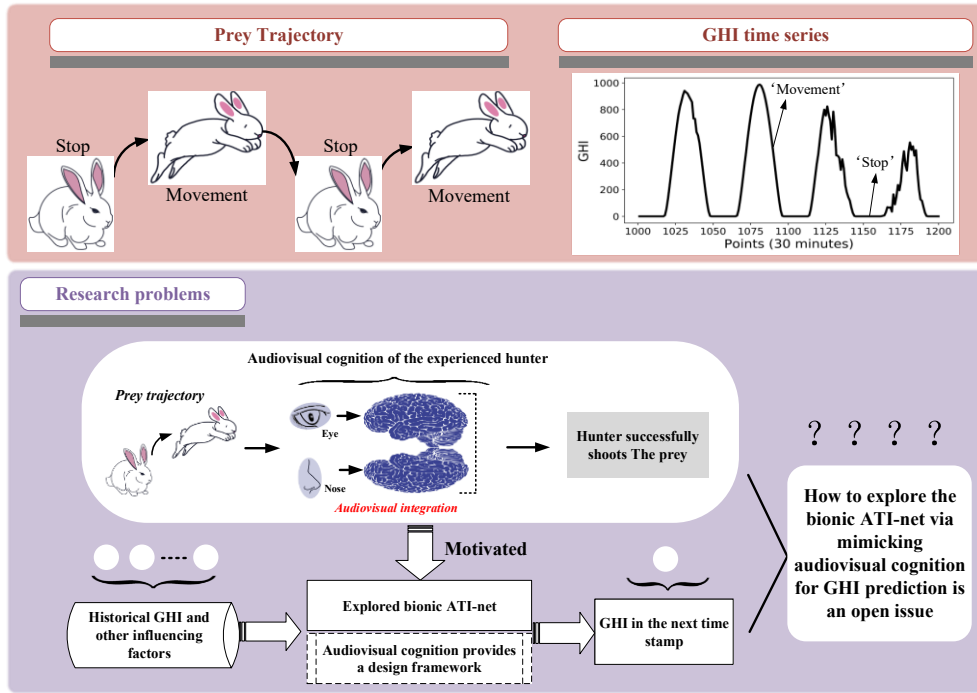 Prey Trajectory
GHI time series
Stop
Movement
Stop
Movement
1000
800
600
400
200
0
GHI
'Movement'
'Stop'
1000 1025 1050 1075 1100 1125 1150 1175 1200
Points (30 minutes)
Research problems
Audiovisual cognition of the experienced hunter
Prey trajectory
Eye
Nose
Audiovisual integration
Hunter successfully
shoots The prey
? ? ? ?
How to explore the
bionic ATI-net via
mimicking
audiovisual cognition
for GHI prediction is
an open issue
Motivated
Historical GHI and
other influencing
factors
Explored bionic ATI-net
Audiovisual cognition provides
a design framework
GHI in the next time
stamp